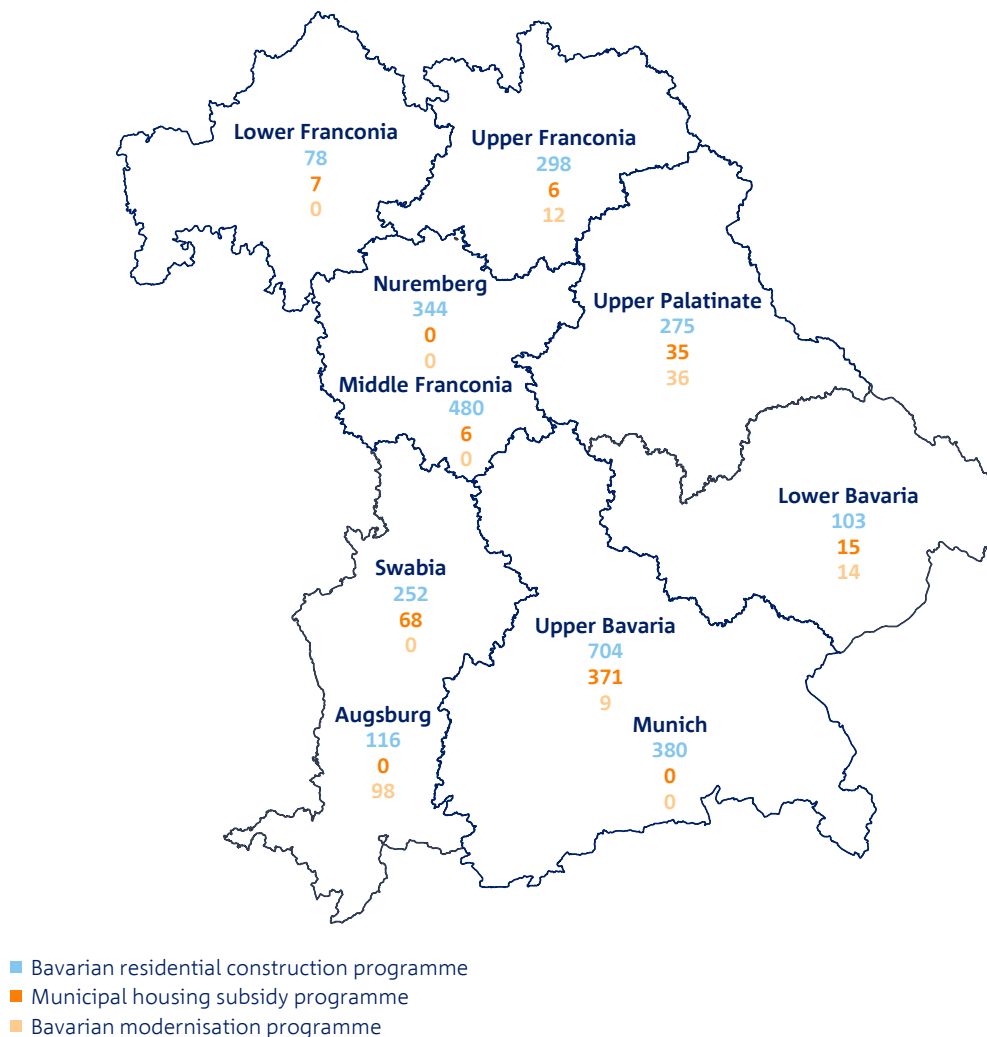 Lower Franconia
78
7
0
Upper Franconia
298
6
12
Nuremberg
344
0
0
Upper Palatinate
275
35
36
Middle Franconia
480
6
0
Lower Bavaria
103
15
14
Swabia
252
68
0
Upper Bavaria
704
371
9
Augsburg
116
0
98
Munich
380
0
0
Bavarian residential construction programme
Municipal housing subsidy programme
Bavarian modernisation programme